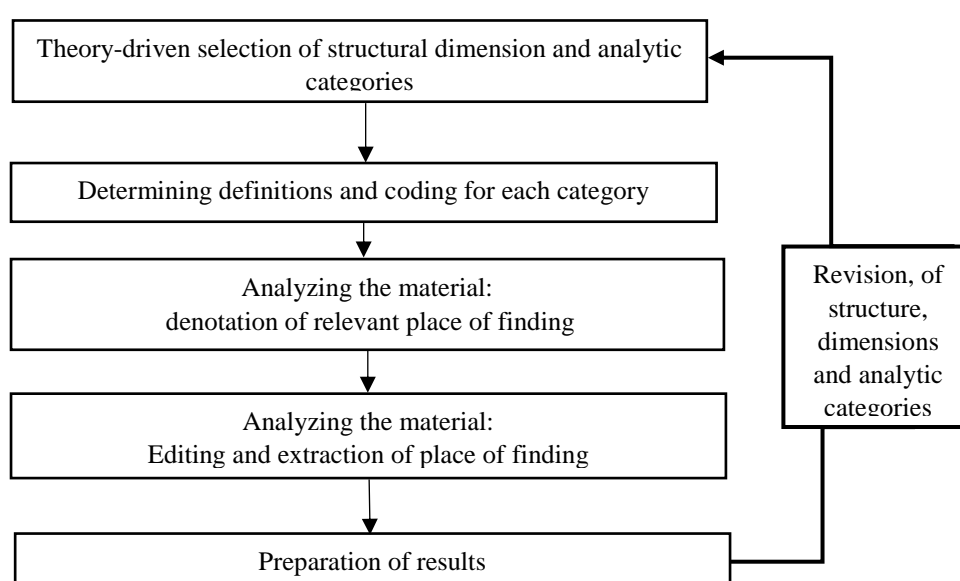 Theory-driven selection of structural dimension and analytic
categories
Determining definitions and coding for each category
Analyzing the material:
denotation of relevant place of finding
Analyzing the material:
Editing and extraction of place of finding
Preparation of results
Revision, of
structure,
dimensions
and analytic
categories